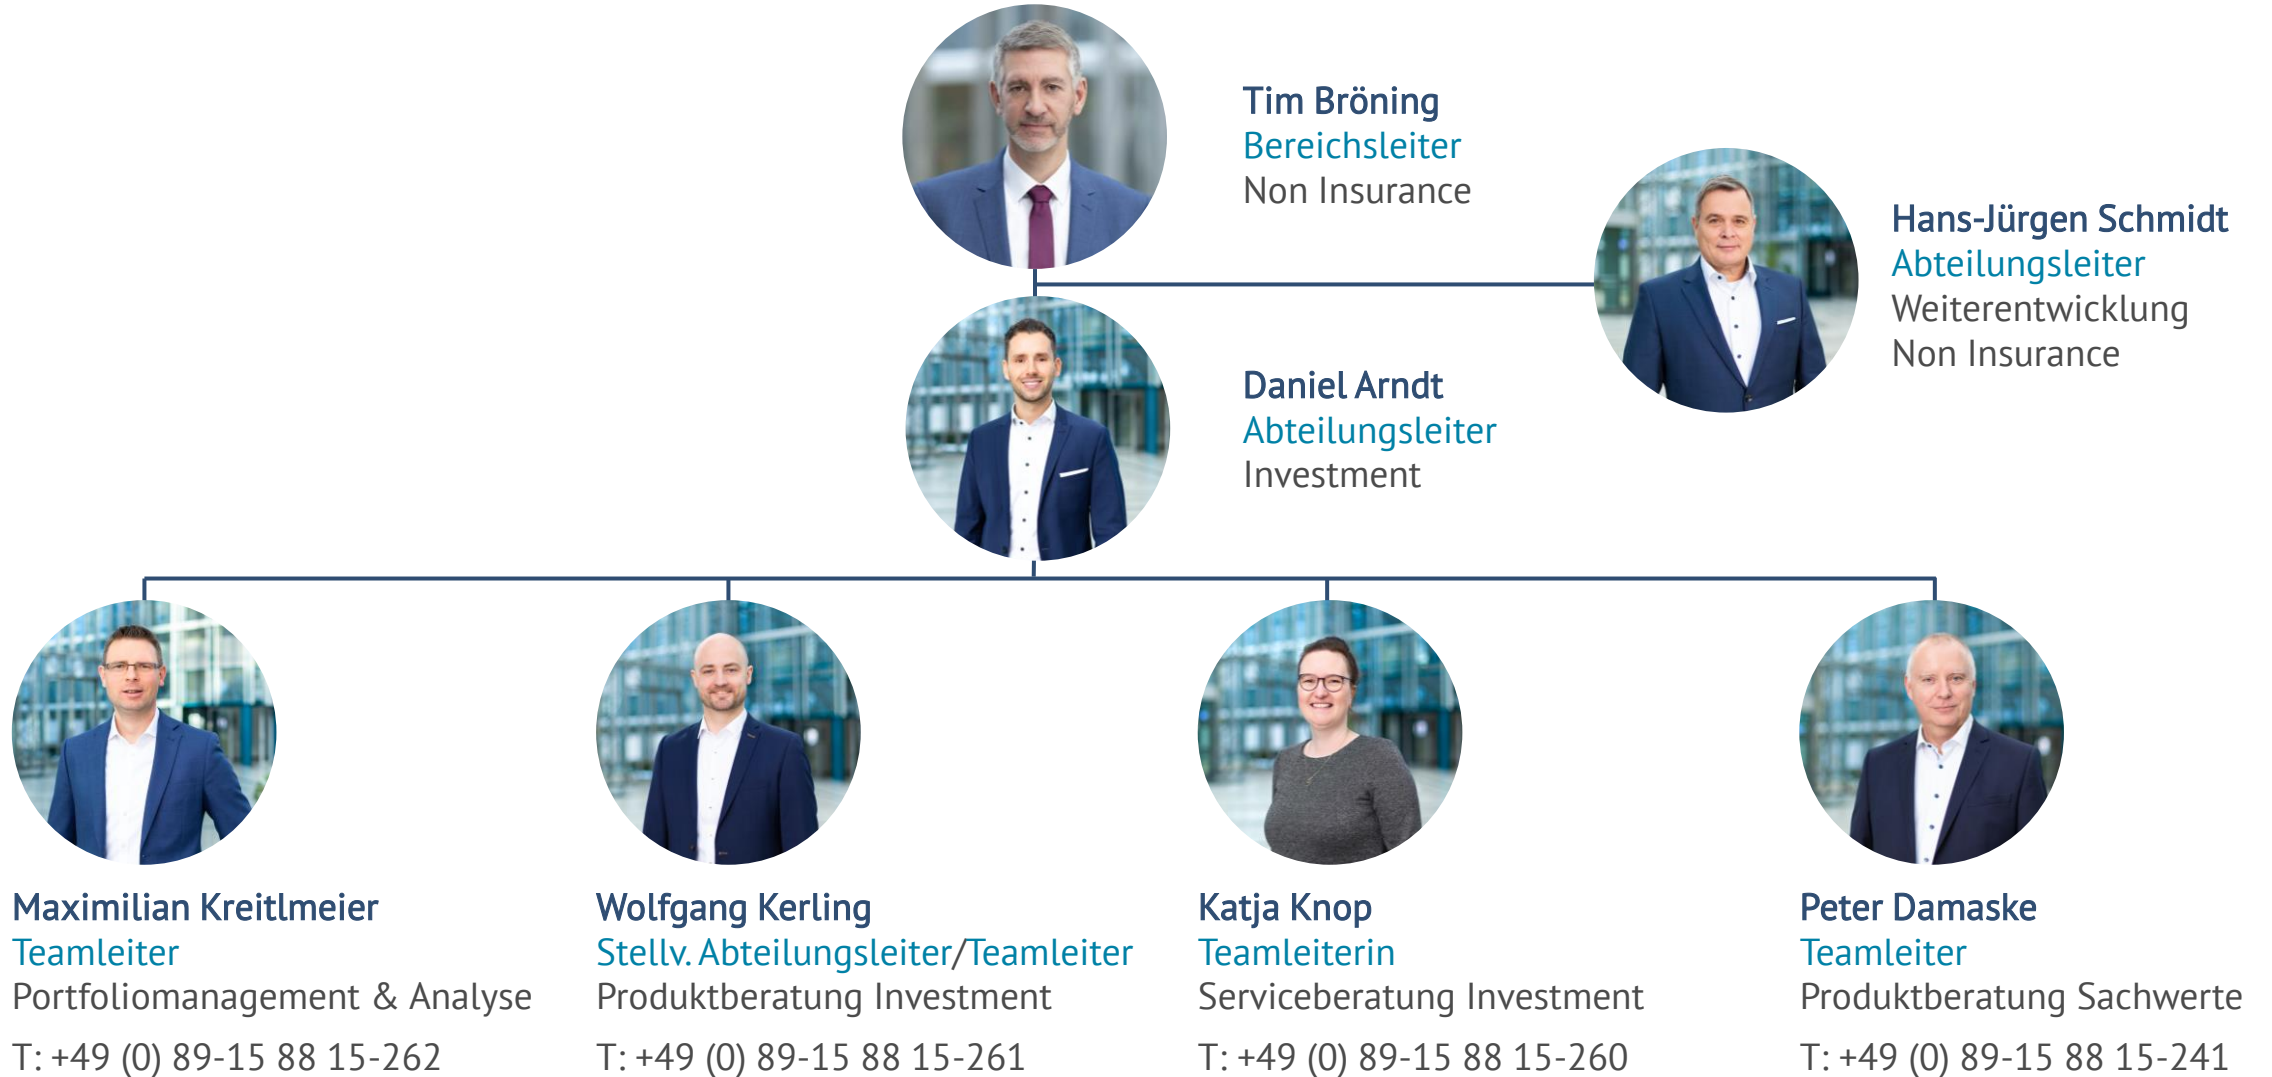 Tim Bröning
Bereichsleiter
Non Insurance
Hans-Jürgen Schmidt
Abteilungsleiter
Weiterentwicklung
Non Insurance
Daniel Arndt
Abteilungsleiter
Investment
Maximilian Kreitlmeier
Teamleiter
Portfoliomanagement & Analyse
T: +49 (0) 89-15 88 15-262
Wolfgang Kerling
Stellv. Abteilungsleiter/Teamleiter
Produktberatung Investment
T: +49 (0) 89-15 88 15-261
Katja Knop
Teamleiterin
Serviceberatung Investment
T: +49 (0) 89-15 88 15-260
Peter Damaske
Teamleiter
Produktberatung Sachwerte
T: +49 (0) 89-15 88 15-241